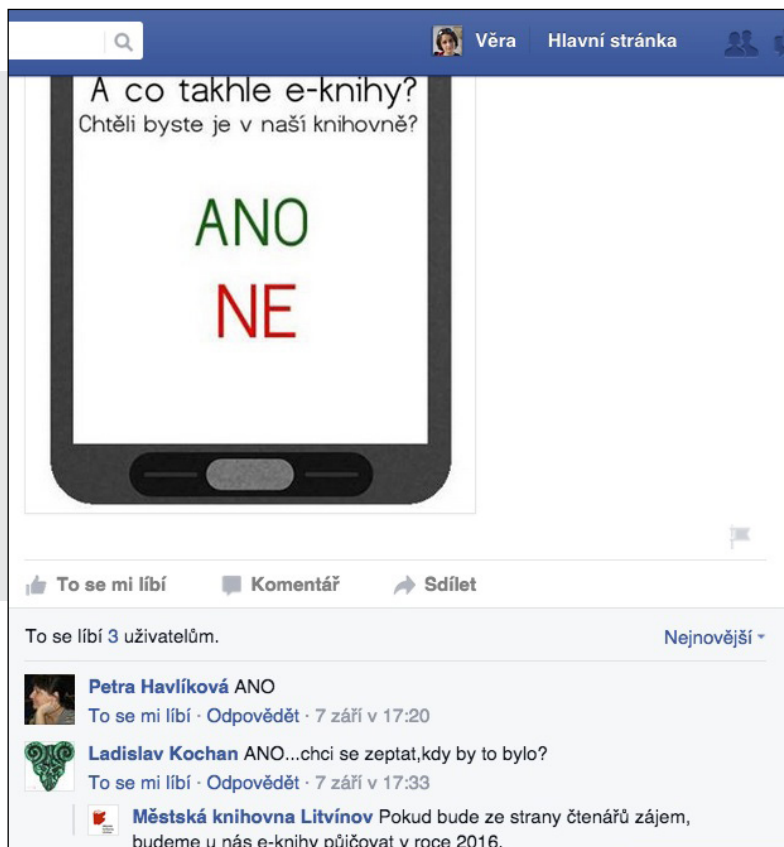 Věra Hlavní stránka
A co takhle e-knihy?
Chtěli byste je v naší knihovně?
ANO
NE
To se mi líbí Komentář Sdílet
To se líbí 3 uživatelům. Nejnovější
Petra Havlíková ANO
To se mi líbí · Odpovědět · 7 září v 17:20
Ladislav Kochan ANO...chci se zeptat,kdy by to bylo?
To se mi líbí · Odpovědět · 7 září v 17:33
Městská knihovna Litvínov Pokud bude ze strany čtenářů zájem,
budeme u nás e-knihy půjčovat v roce 2016.